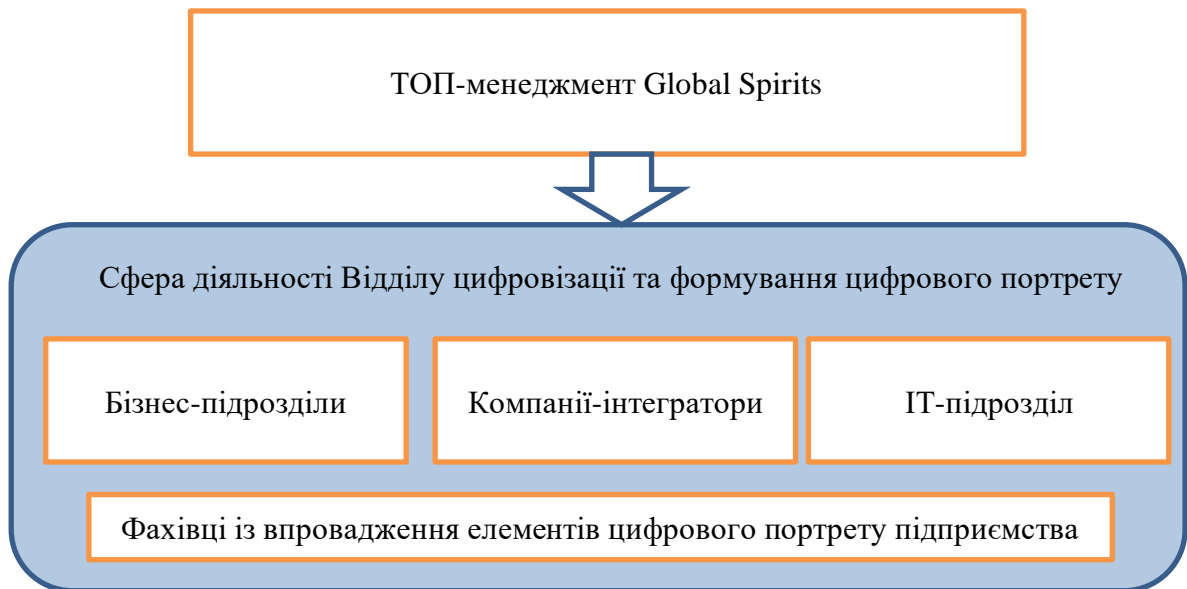 ТОП-менеджмент Global Spirits
Сфера діяльності Відділу цифровізації та формування цифрового портрету
Бізнес-підрозділи
Компанії-інтегратори
ІТ-підрозділ
Фахівці із впровадження елементів цифрового портрету підприємства